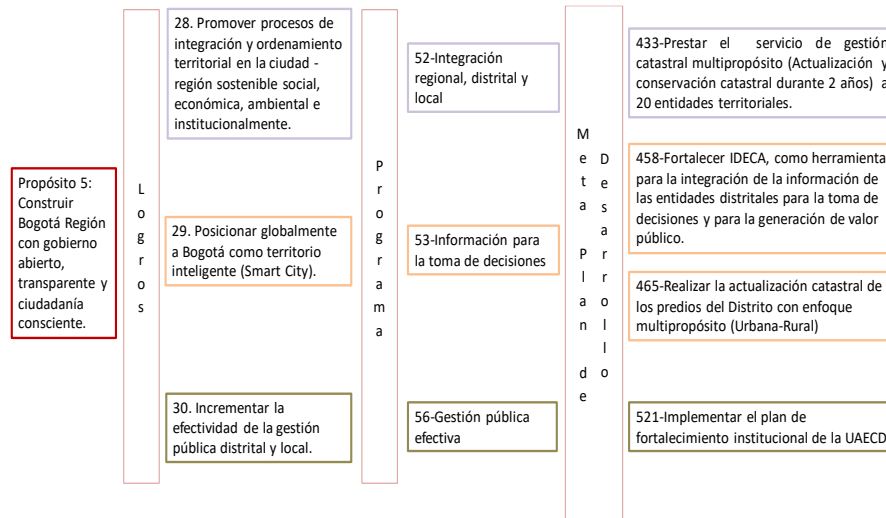 Propósito 5:
Construir
Bogotá Región
con gobierno
abierto,
transparente y
ciudadanía
consciente.
Logros
28. Promover procesos de
integración y ordenamiento
territorial en la ciudad -
región sostenible social,
económica, ambiental e
institucionalmente.
29. Posicionar globalmente
a Bogotá como territorio
inteligente (Smart City).
30. Incrementar la
efectividad de la gestión
pública distrital y local.
Programa
52-Integración
regional, distrital y
local
53-Información para
la toma de decisiones
56-Gestión pública
efectiva
Meta Plan de
Desarrollo
433-Prestar el servicio de gestión
catastral multipropósito (Actualización y
conservación catastral durante 2 años) a
20 entidades territoriales.
458-Fortalecer IDECA, como herramienta
para la integración de la información de
las entidades distritales para la toma de
decisiones y para la generación de valor
público.
465-Realizar la actualización catastral de
los predios del Distrito con enfoque
multipropósito (Urbana-Rural)
521-Implementar el plan de
fortalecimiento institucional de la UAECD